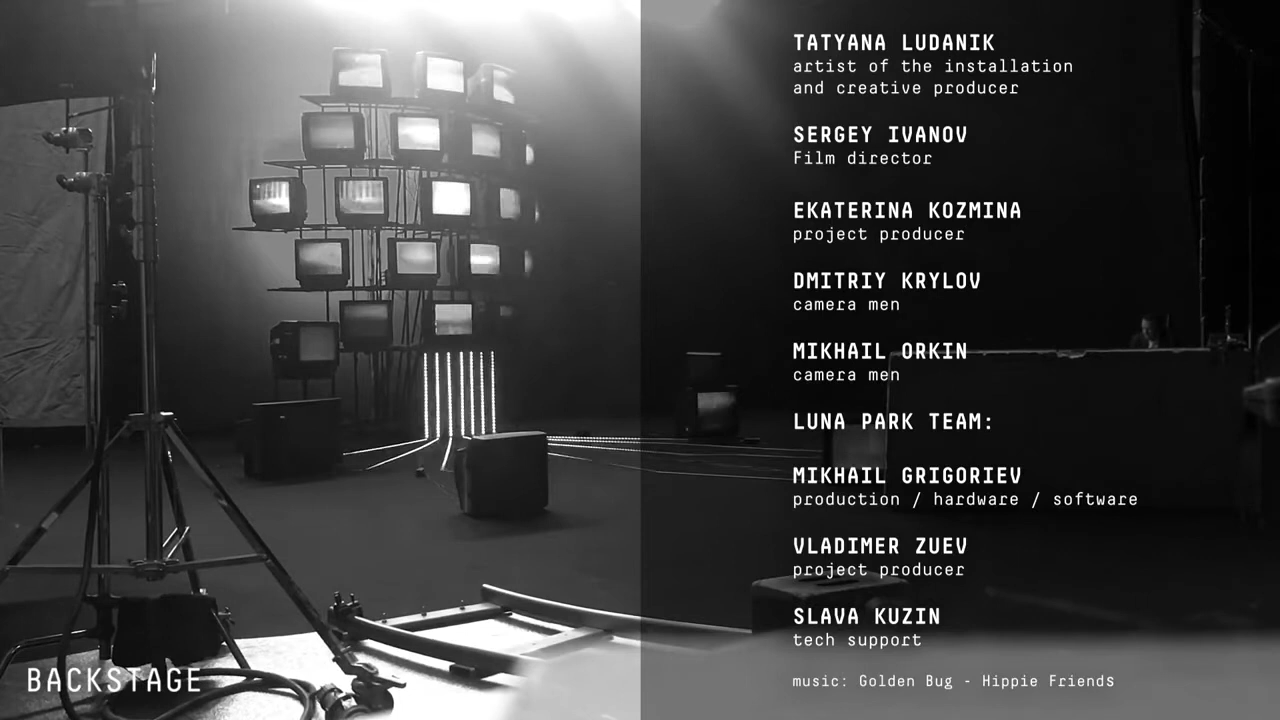 TATYANA LUDANIK
artist of the installation
and creative producer
SERGEY IVANOV
Film director
EKATERINA KOZMINA
project producer
DMITRIY KRYLOV
camera men
MIKHAIL ORKIN
camera men
LUNA PARK TEAM:
MIKHAIL GRIGORIEV
production / hardware / software
VLADIMER ZUEV
project producer
SLAVA KUZIN
tech support
music: Golden Bug - Hippie Friends
BACKSTAGE